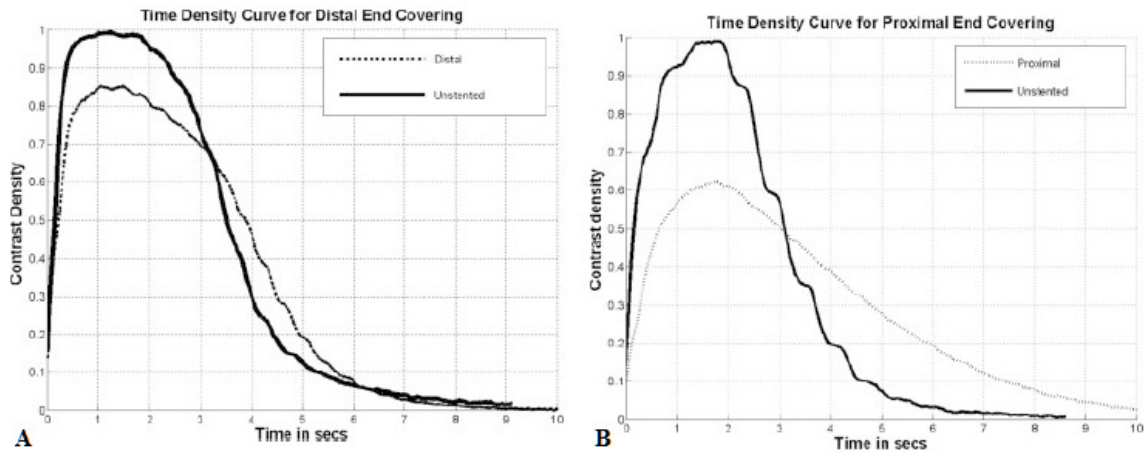 Time Density Curve for Distal End Covering
1
0.9
0.8
0.7
0.6
0.5
0.4
0.3
0.2
0.1
0
Contrast Density
Distal
Unstented
0 1 2 3 4 5 6 7 8 9 10
Time in secs
A
Time Density Curve for Proximal End Covering
1
0.9
0.8
0.7
0.6
0.5
0.4
0.3
0.2
0.1
0
Contrast density
Proximal
Unstented
0 1 2 3 4 5 6 7 8 9 10
Time in secs
B